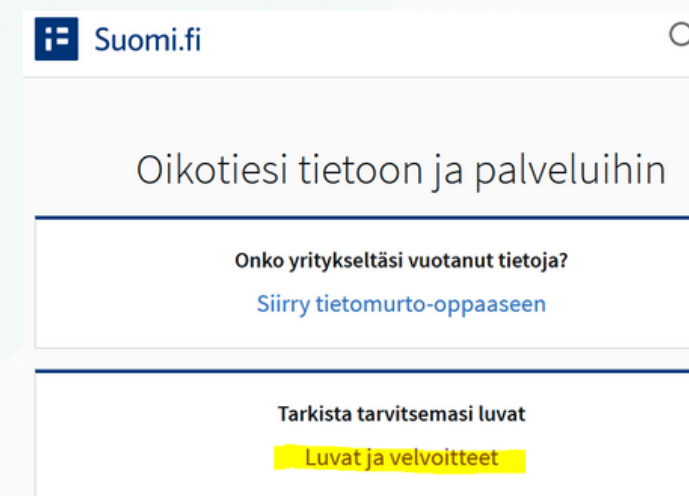 Suomi.fi
Oikotiesi tietoon ja palveluihin
Onko yritykseltäsi vuotanut tietoja?
Siirry tietomurto-oppaaseen
Tarkista tarvitsemasi luvat
Luvat ja velvoitteet